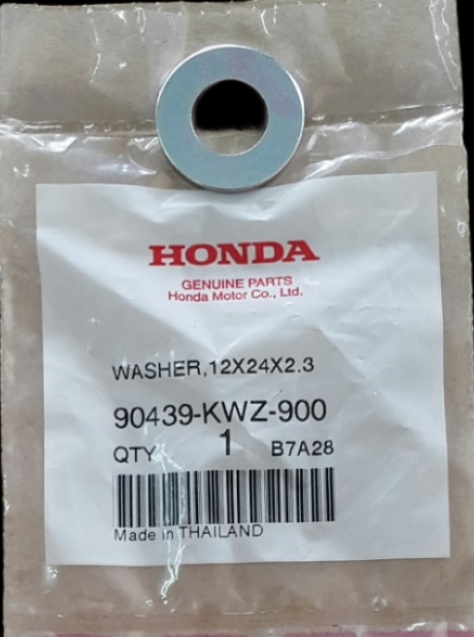 HONDA
GENUINE PARTS
Honda Motor Co., Ltd.
WASHER,12X24X2.3
90439-KWZ-900
QTY 1 B7A28
Made in THAILAND